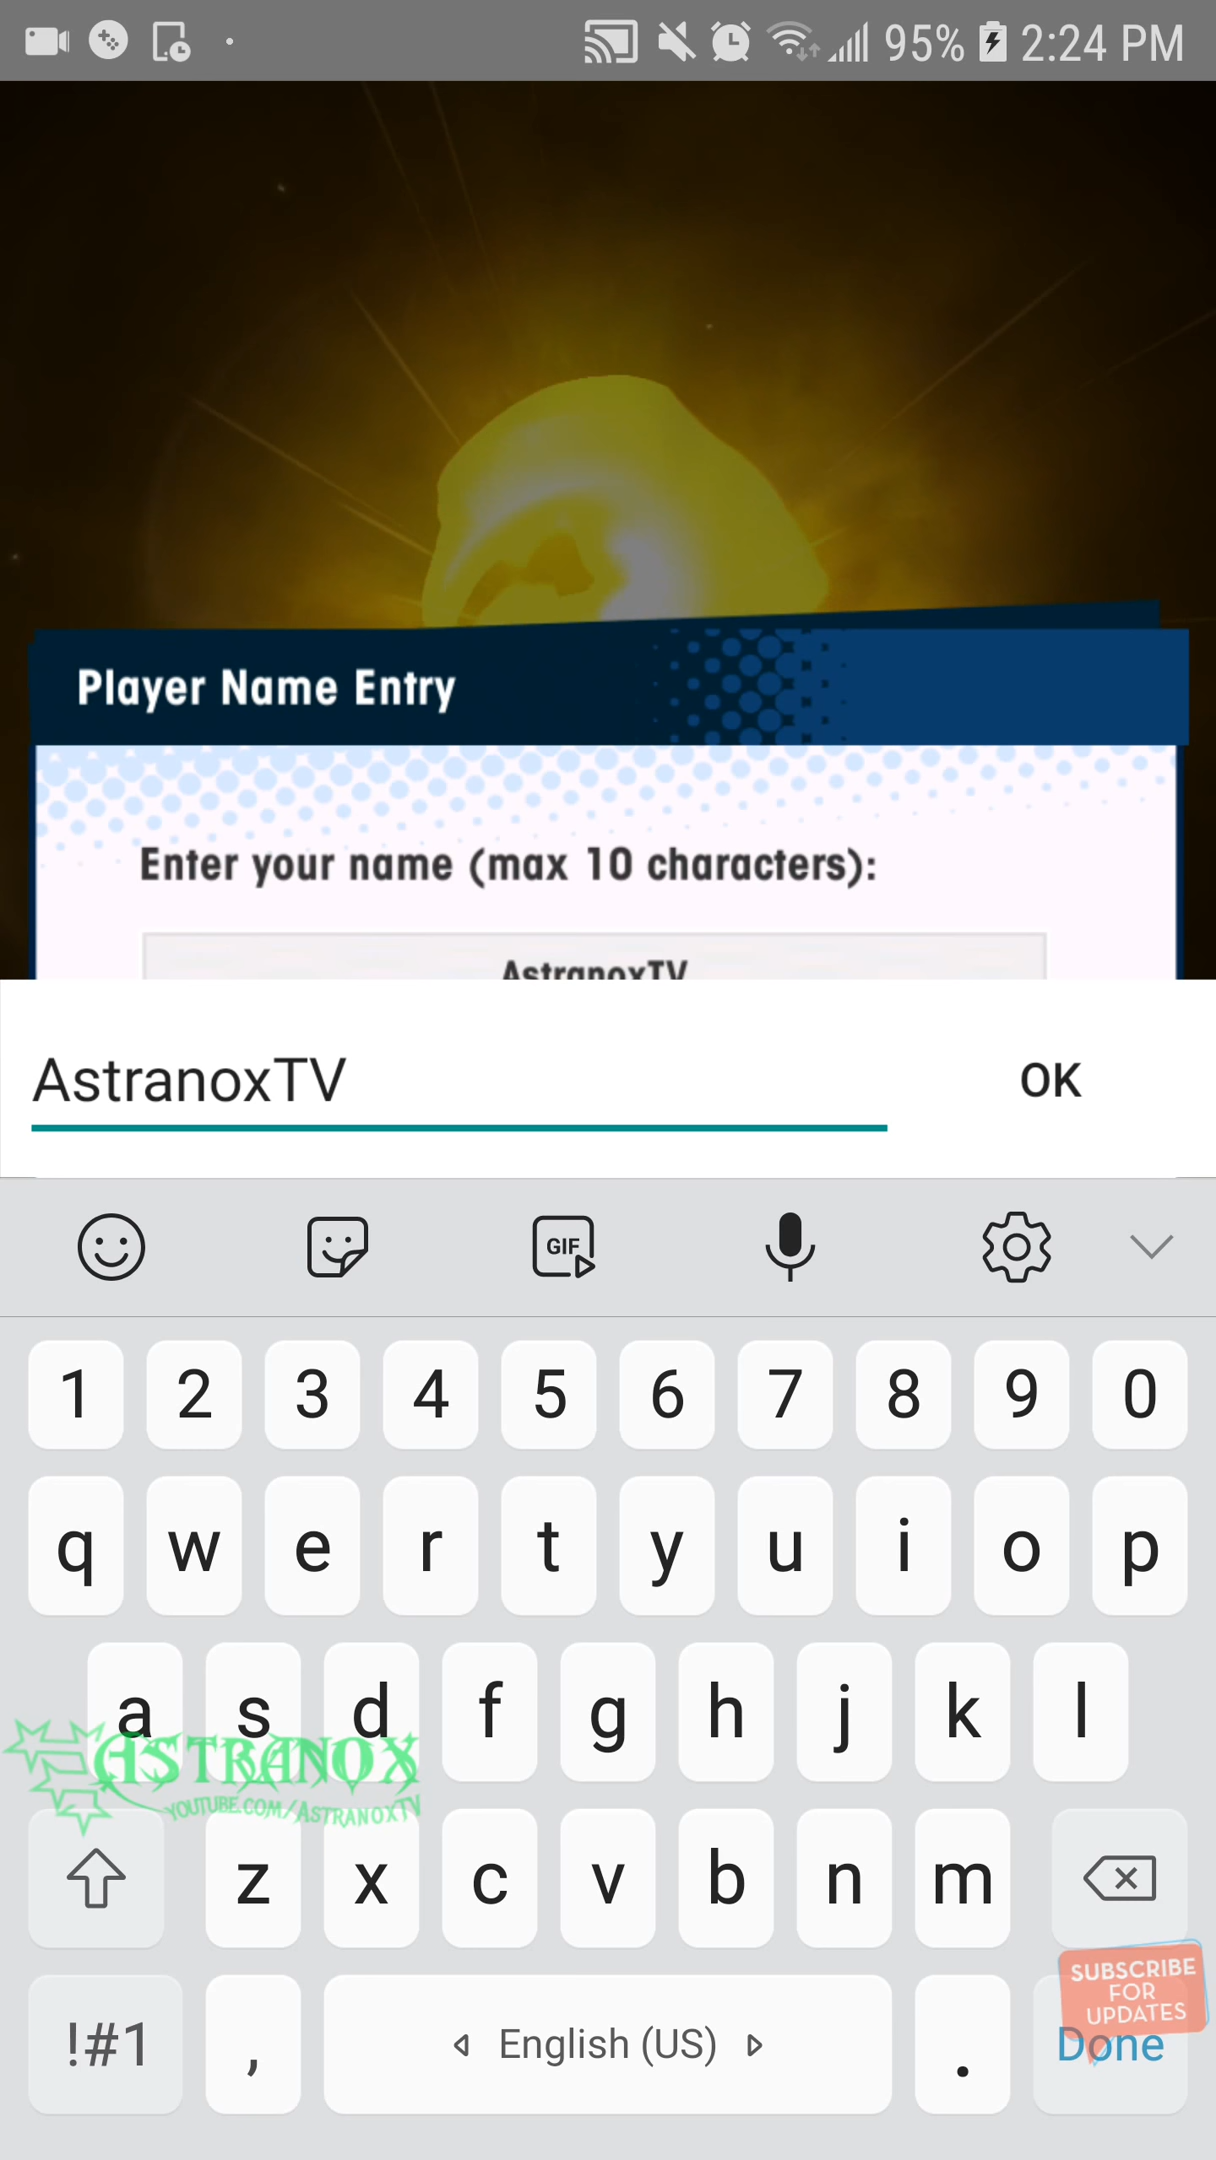 95% 2:24 PM
Player Name Entry
Enter your name (max 10 characters):
AstranoxTV
AstranoxTV OK
GIF
1 2 3 4 5 6 7 8 9 0
q w e r t y u i o p
a s d f g h j k l
ASTRANOX
YOUTUBE.COM/ASTRANOXTV
z x c v b n m
SUBSCRIBE
FOR
UPDATES
!#1 , English (US) . Done